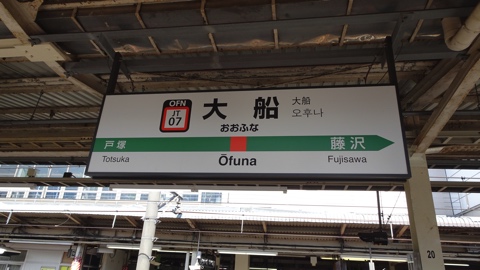 OFN
JT
07
大船
おおふな
大船
오후나
戸塚
Totsuka
Ōfuna
藤沢
Fujisawa
20